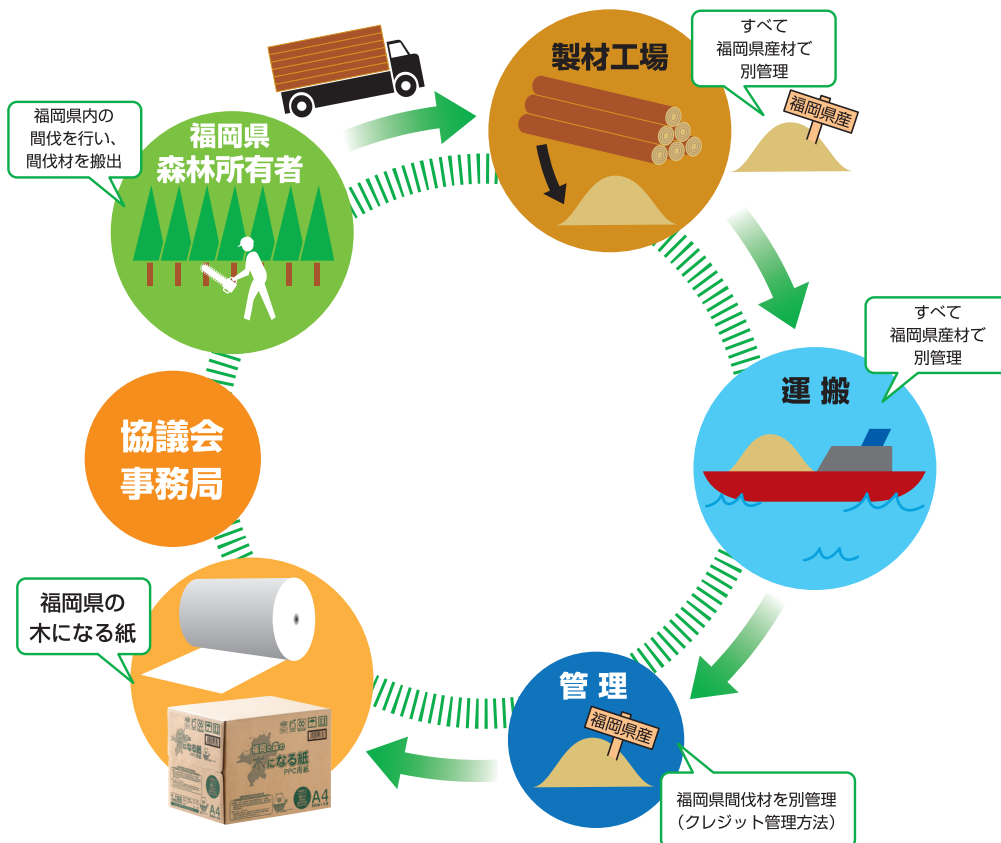 福岡県内の
間伐を行い、
間伐材を搬出
福岡県
森林所有者
製材工場
すべて
福岡県産材で
別管理
福岡県産
すべて
福岡県産材で
別管理
運 搬
管 理
福岡県産
福岡県間伐材を別管理
（クレジット管理方法）
福岡県の
木になる紙
福岡の森の
木になる紙
PPC用紙
A4
A4
協議会
事務局